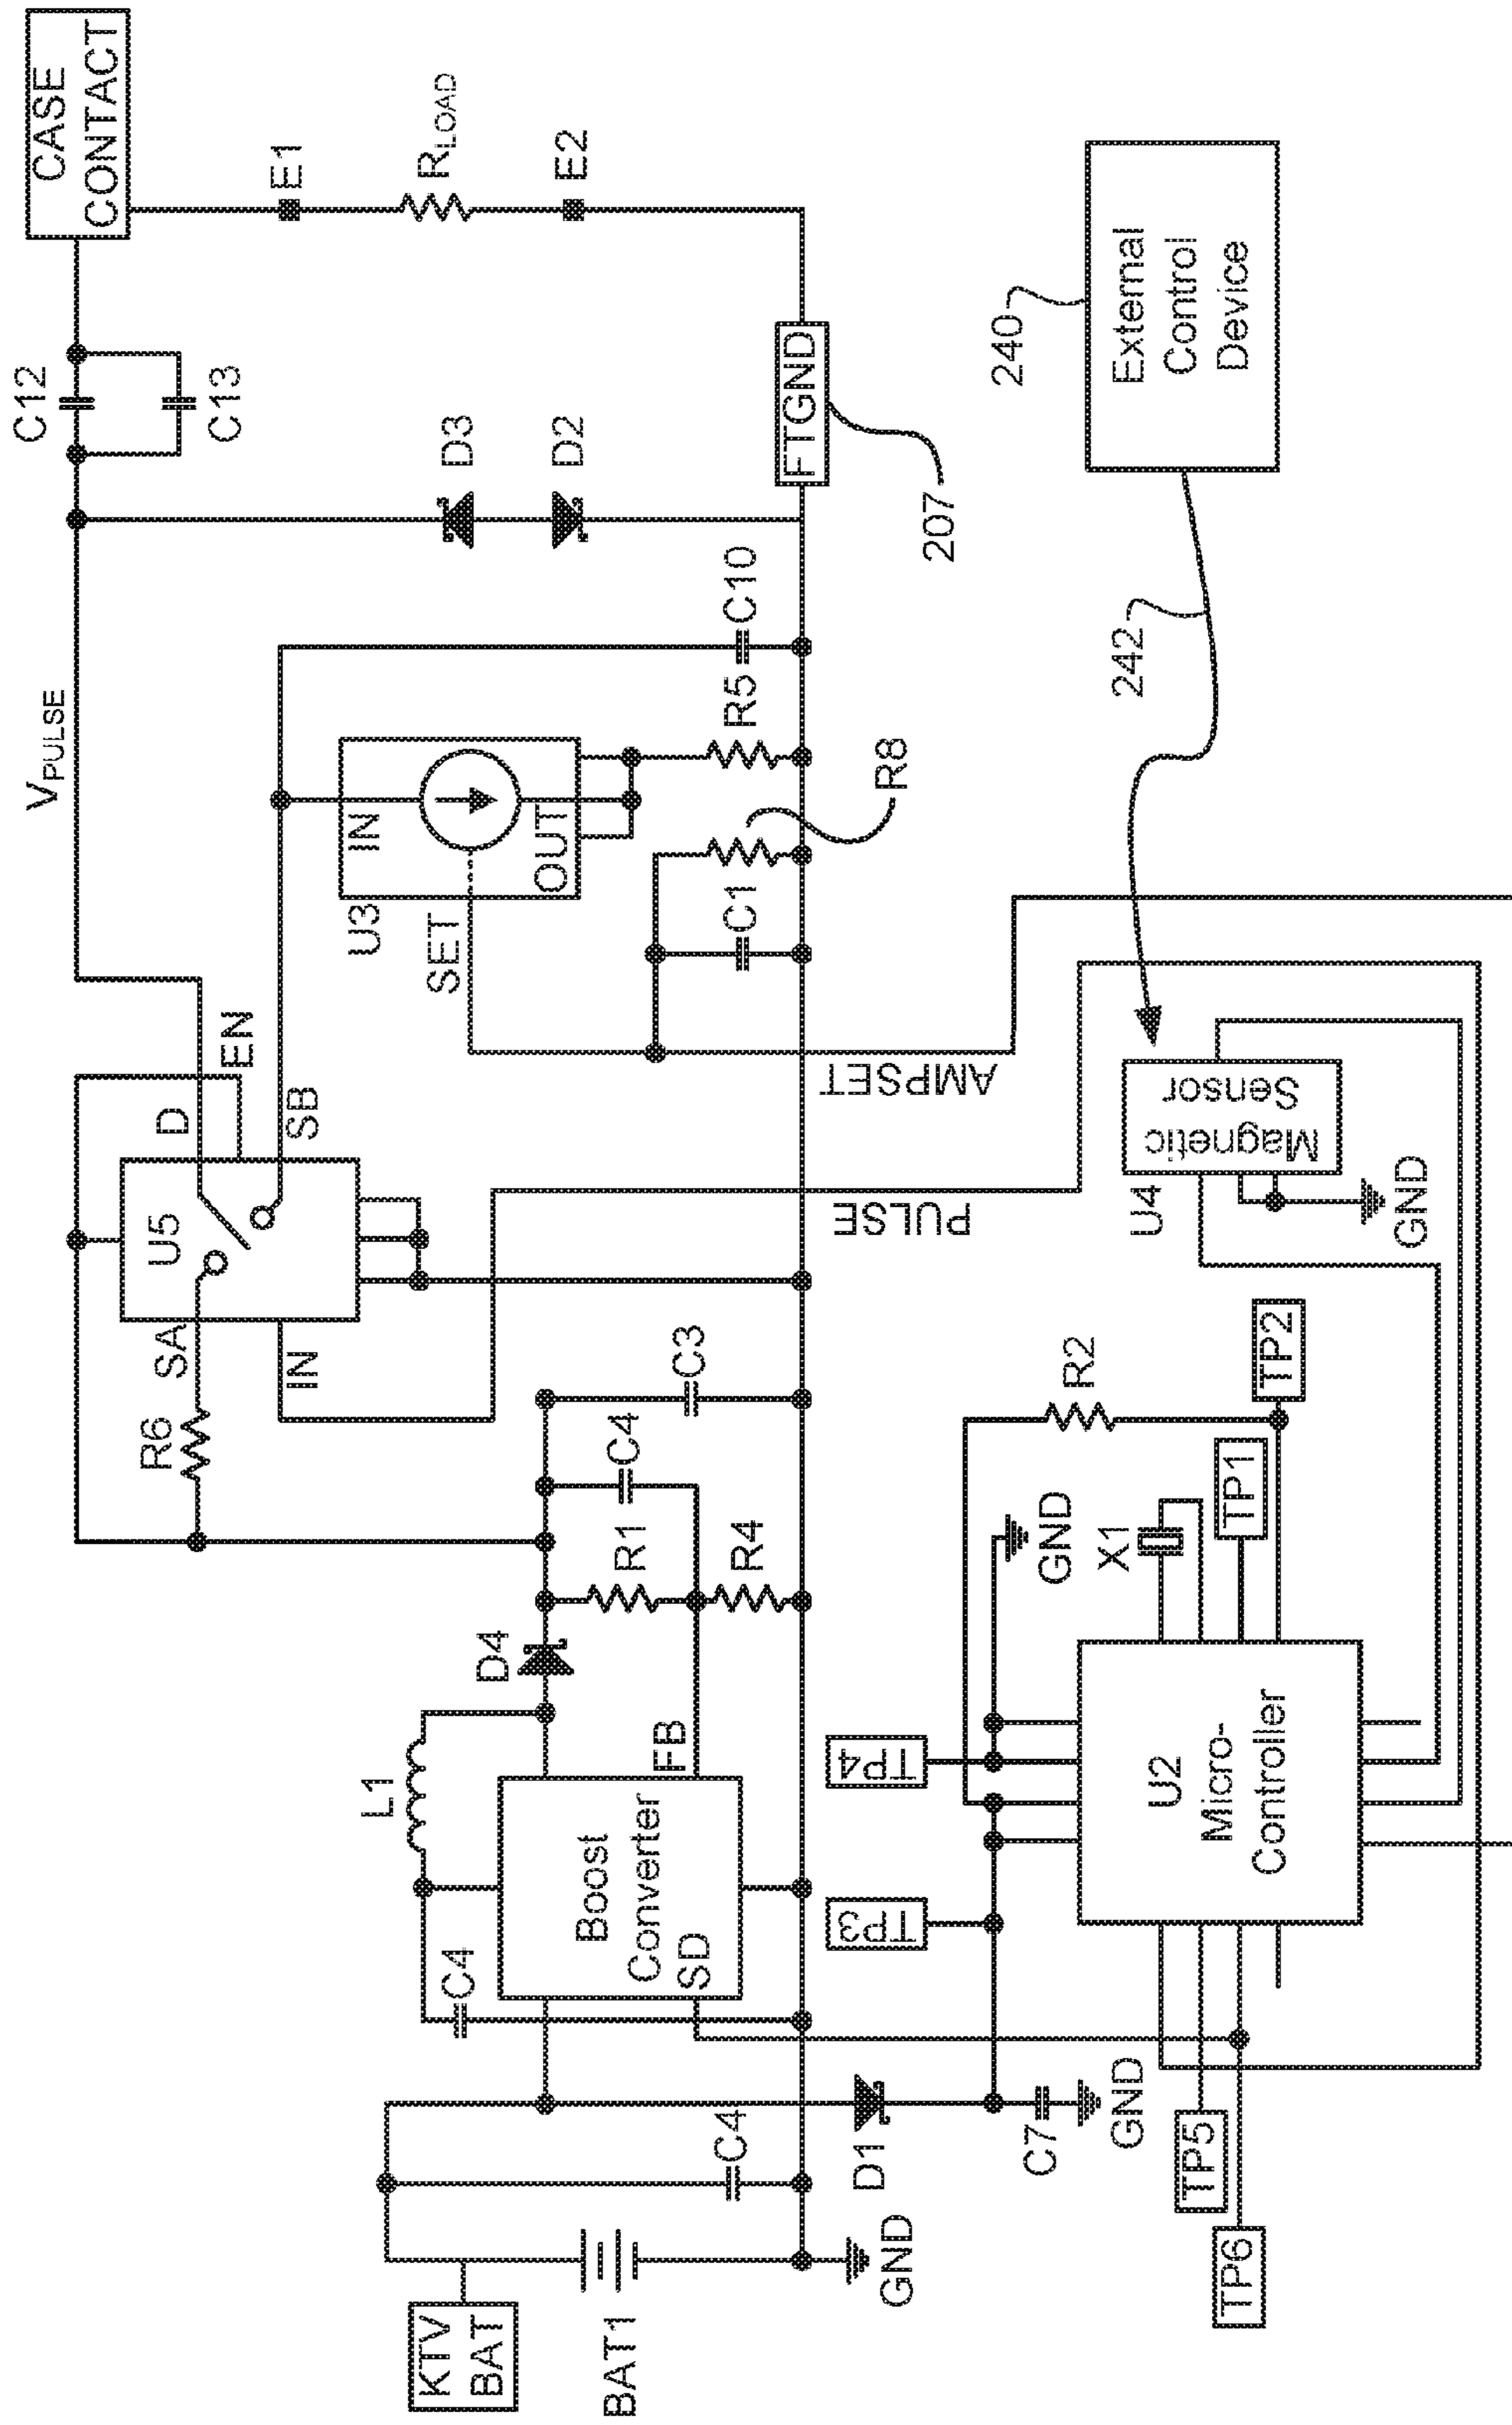 KTV
BAT
BAT1
GND
C4
C4
L1
Boost
Converter
SD
FB
D4
R1
R4
C4
C3
R6
SA
IN
U5
D
EN
SB
V_PULSE
C12
C13
CASE
CONTACT
E1
R_LOAD
E2
D3
D2
FTGND
207
C10
R5
R8
C1
U3
IN
OUT
SET
AMPSET
PULSE
D1
C7
GND
TP3
TP4
TP5
TP6
U2
Micro-
Controller
GND
X1
TP1
TP2
R2
U4
Magnetic
Sensor
GND
242
240
External
Control
Device